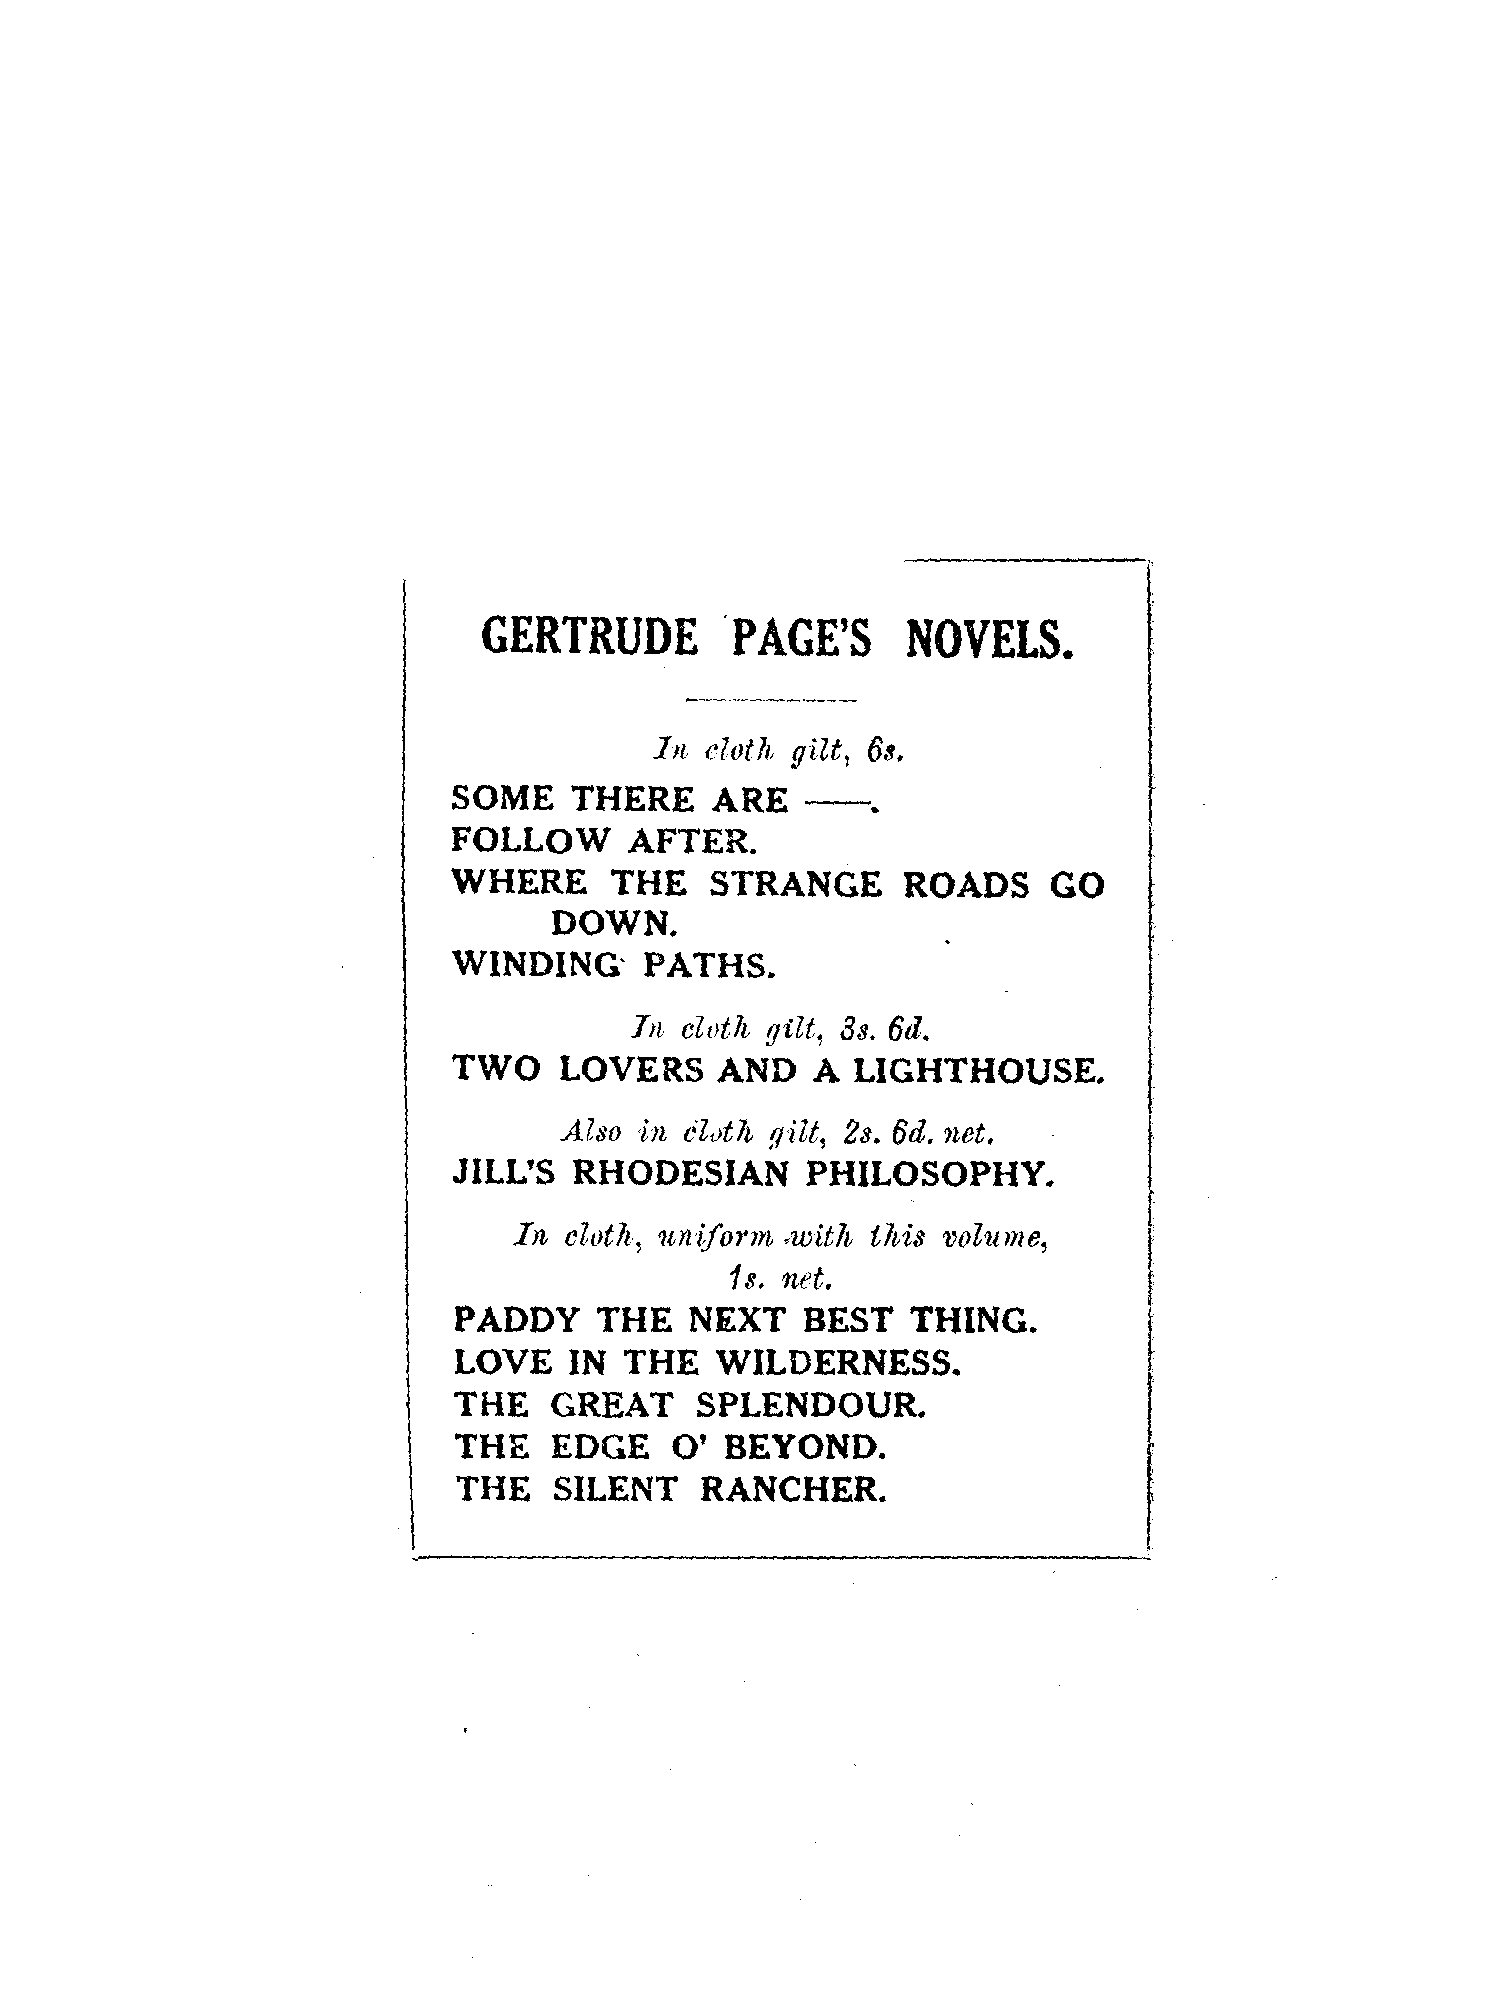 GERTRUDE PAGE'S NOVELS.
In cloth gilt, 6s.
SOME THERE ARE ——.
FOLLOW AFTER.
WHERE THE STRANGE ROADS GO
DOWN.
WINDING PATHS.
In cloth gilt, 3s. 6d.
TWO LOVERS AND A LIGHTHOUSE.
Also in cloth gilt, 2s. 6d. net.
JILL'S RHODESIAN PHILOSOPHY.
In cloth, uniform with this volume,
1s. net.
PADDY THE NEXT BEST THING.
LOVE IN THE WILDERNESS.
THE GREAT SPLENDOUR.
THE EDGE O' BEYOND.
THE SILENT RANCHER.